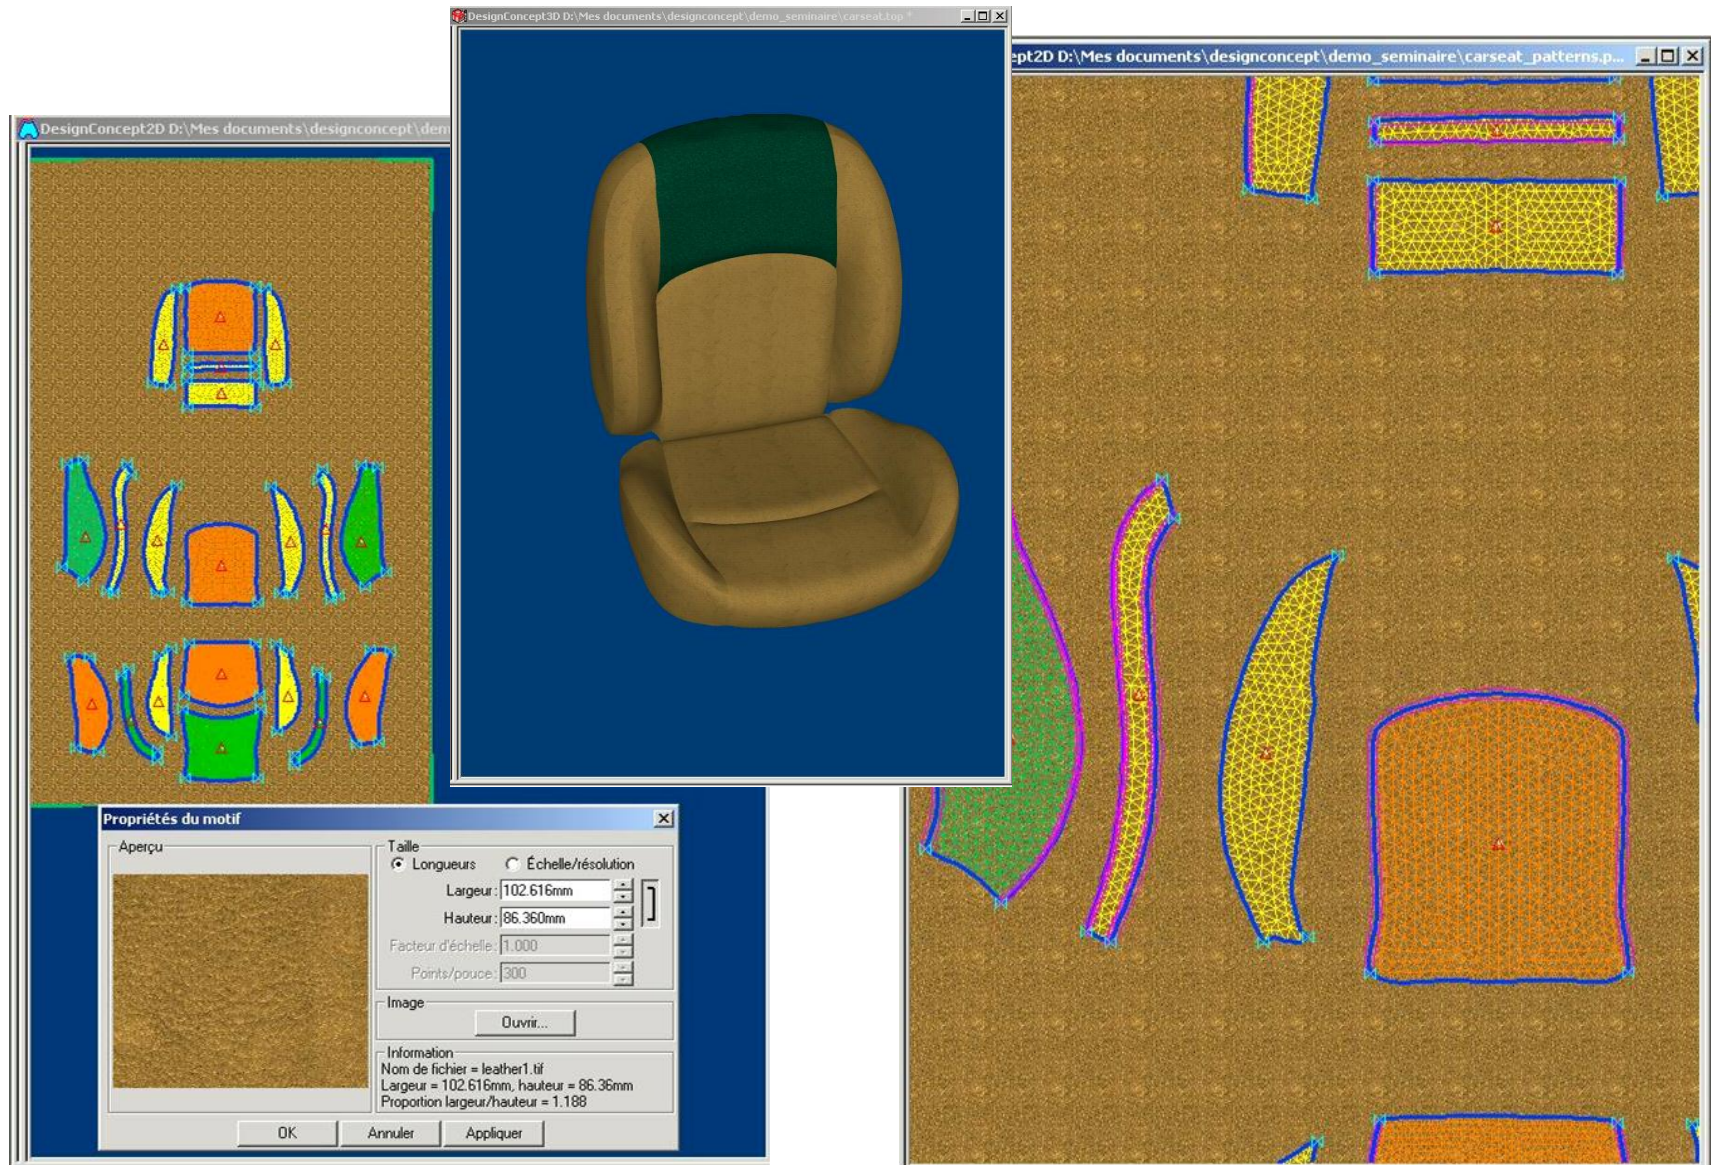 DesignConcept3D D:\Mes documents\designconcept\demo_seminaire\carseat.top *
ept2D D:\Mes documents\designconcept\demo_seminaire\carseat_patterns.p...
DesignConcept2D D:\Mes documents\designconcept\dem
Propriétés du motif
Aperçu
Taille
Longueurs Échelle/résolution
Largeur: 102.616mm
Hauteur: 86.360mm
Facteur d'échelle: 1.000
Points/pouce: 300
Image
Ouvrir...
Information
Nom de fichier = leather1.tif
Largeur = 102.616mm, hauteur = 86.36mm
Proportion largeur/hauteur = 1.188
OK Annuler Appliquer